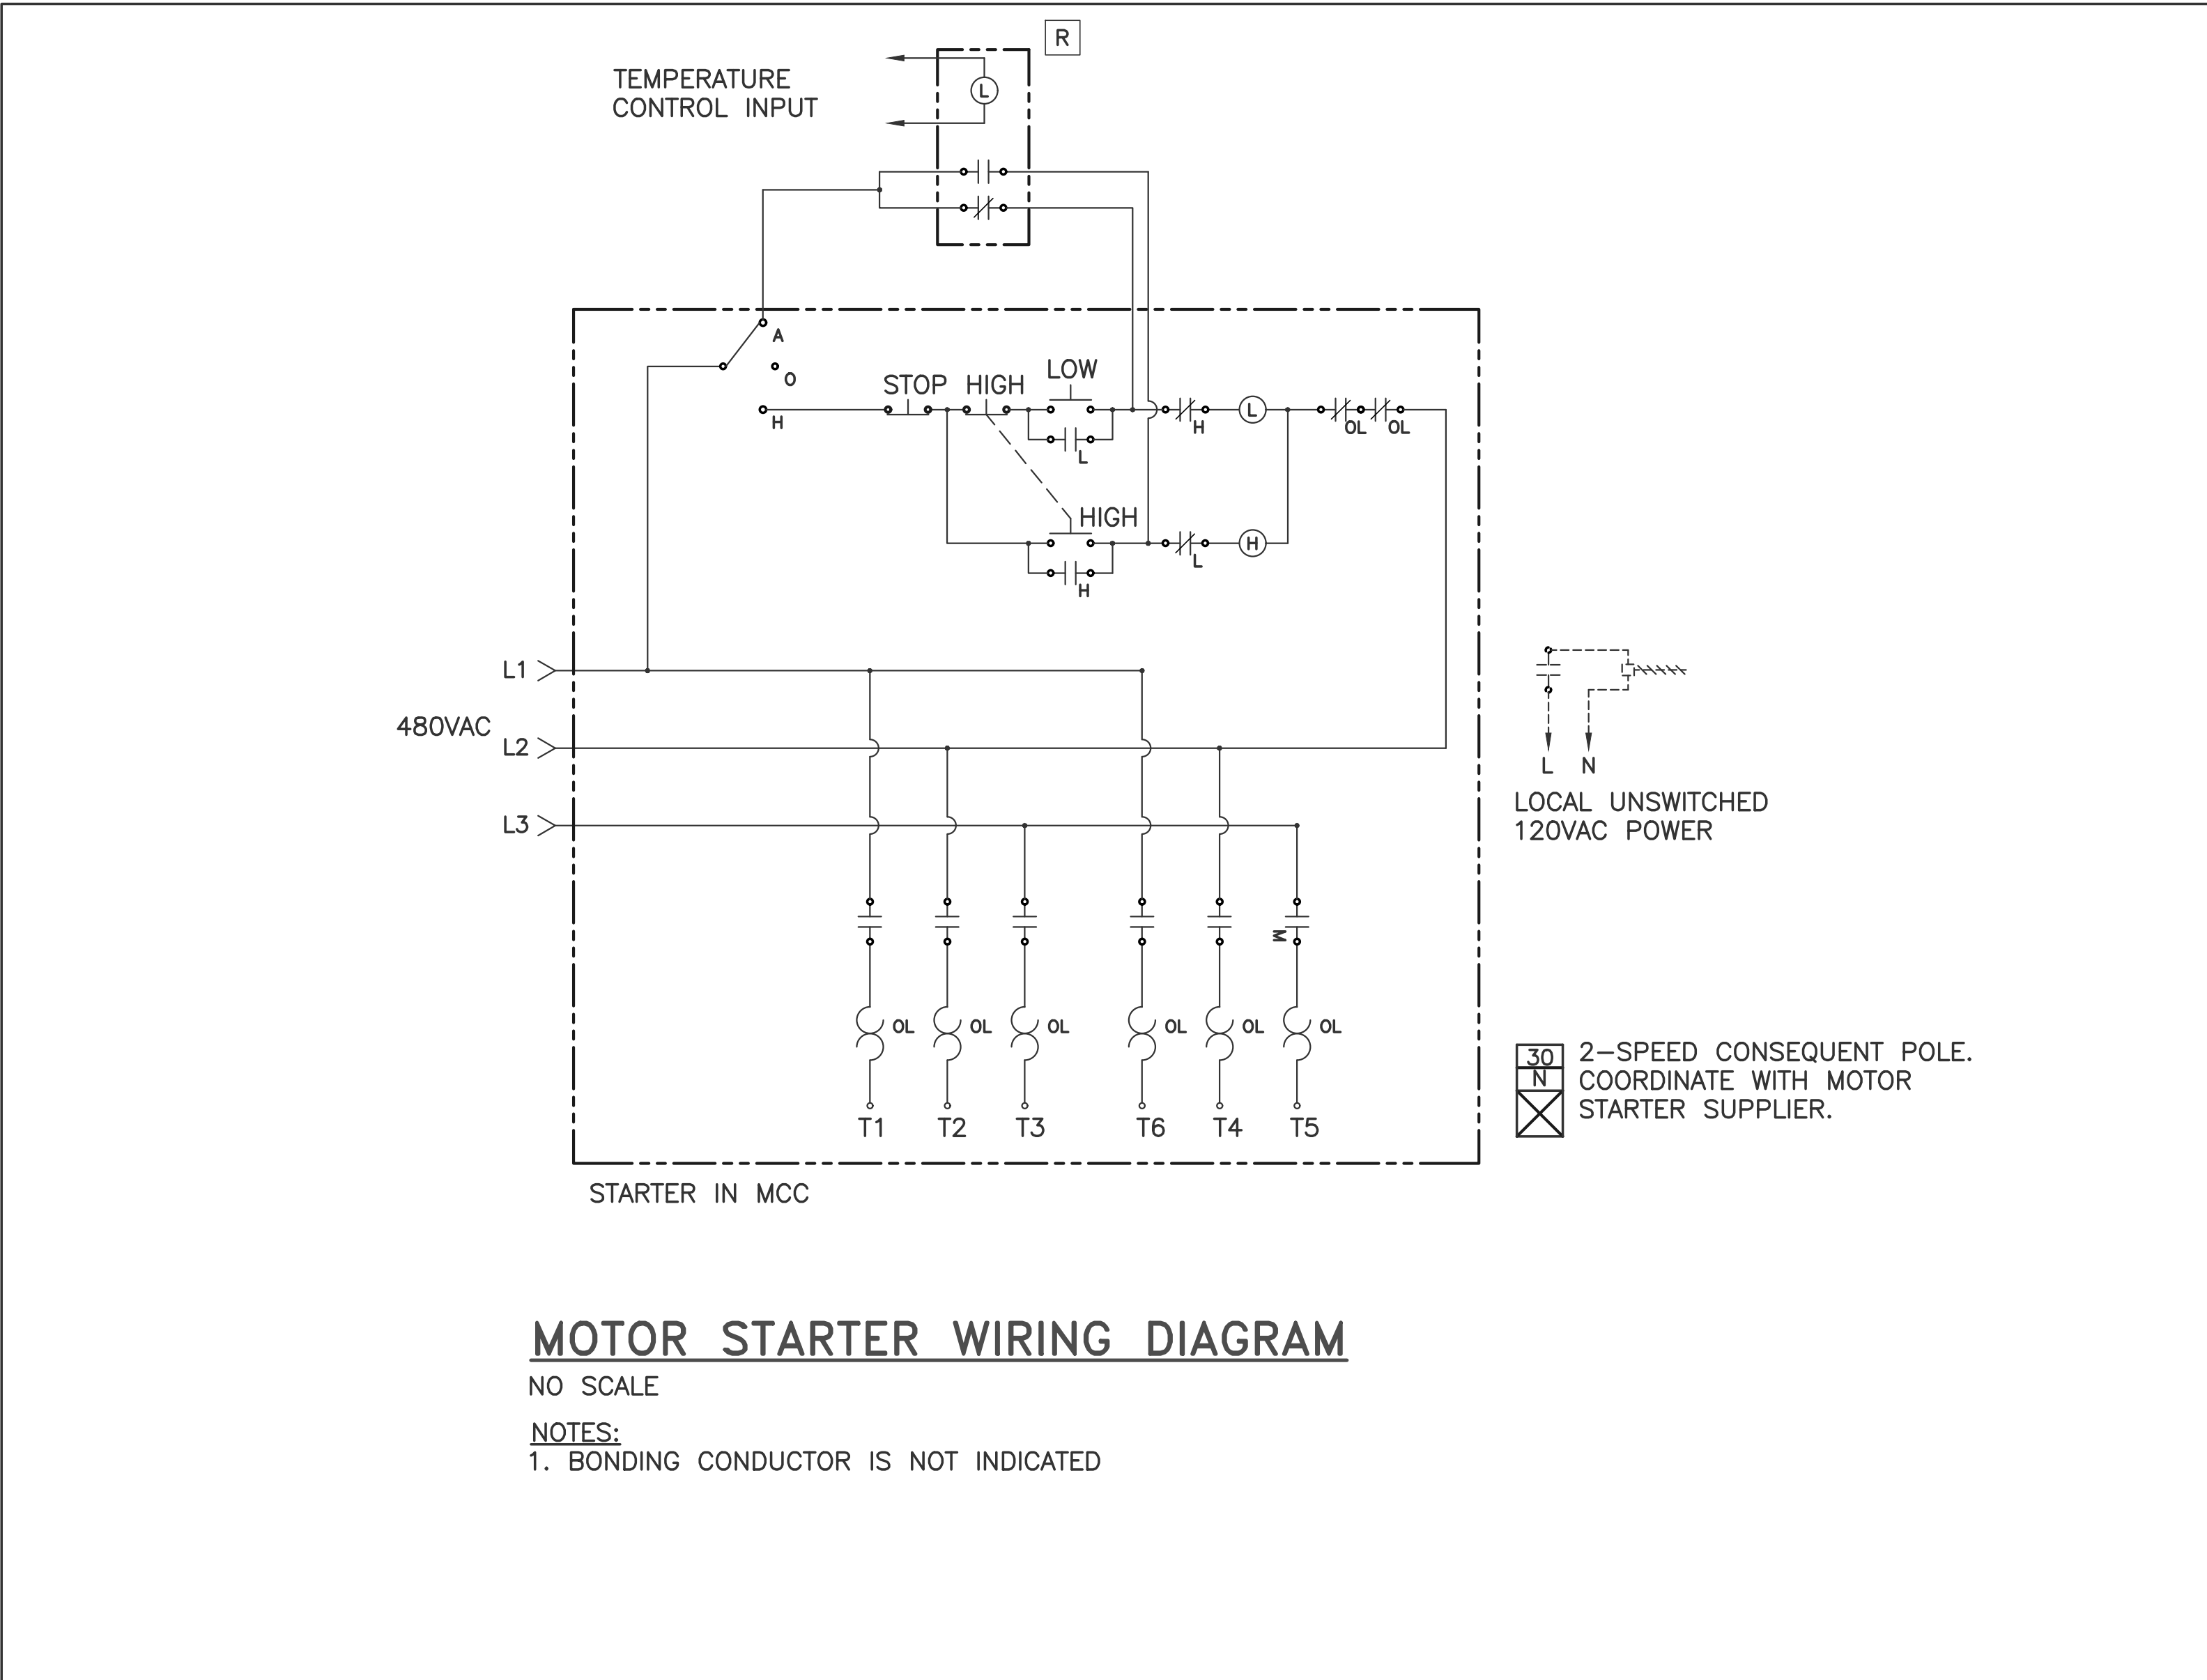 R
TEMPERATURE
CONTROL INPUT
L
A
O
H
STOP HIGH LOW
H
L
OL OL
L
HIGH
L
H
H
L1
480VAC
L2
L3
L N
LOCAL UNSWITCHED
120VAC POWER
M
OL OL OL OL OL OL
T1 T2 T3 T6 T4 T5
30
N
2-SPEED CONSEQUENT POLE.
COORDINATE WITH MOTOR
STARTER SUPPLIER.
STARTER IN MCC
MOTOR STARTER WIRING DIAGRAM
NO SCALE
NOTES:
1. BONDING CONDUCTOR IS NOT INDICATED